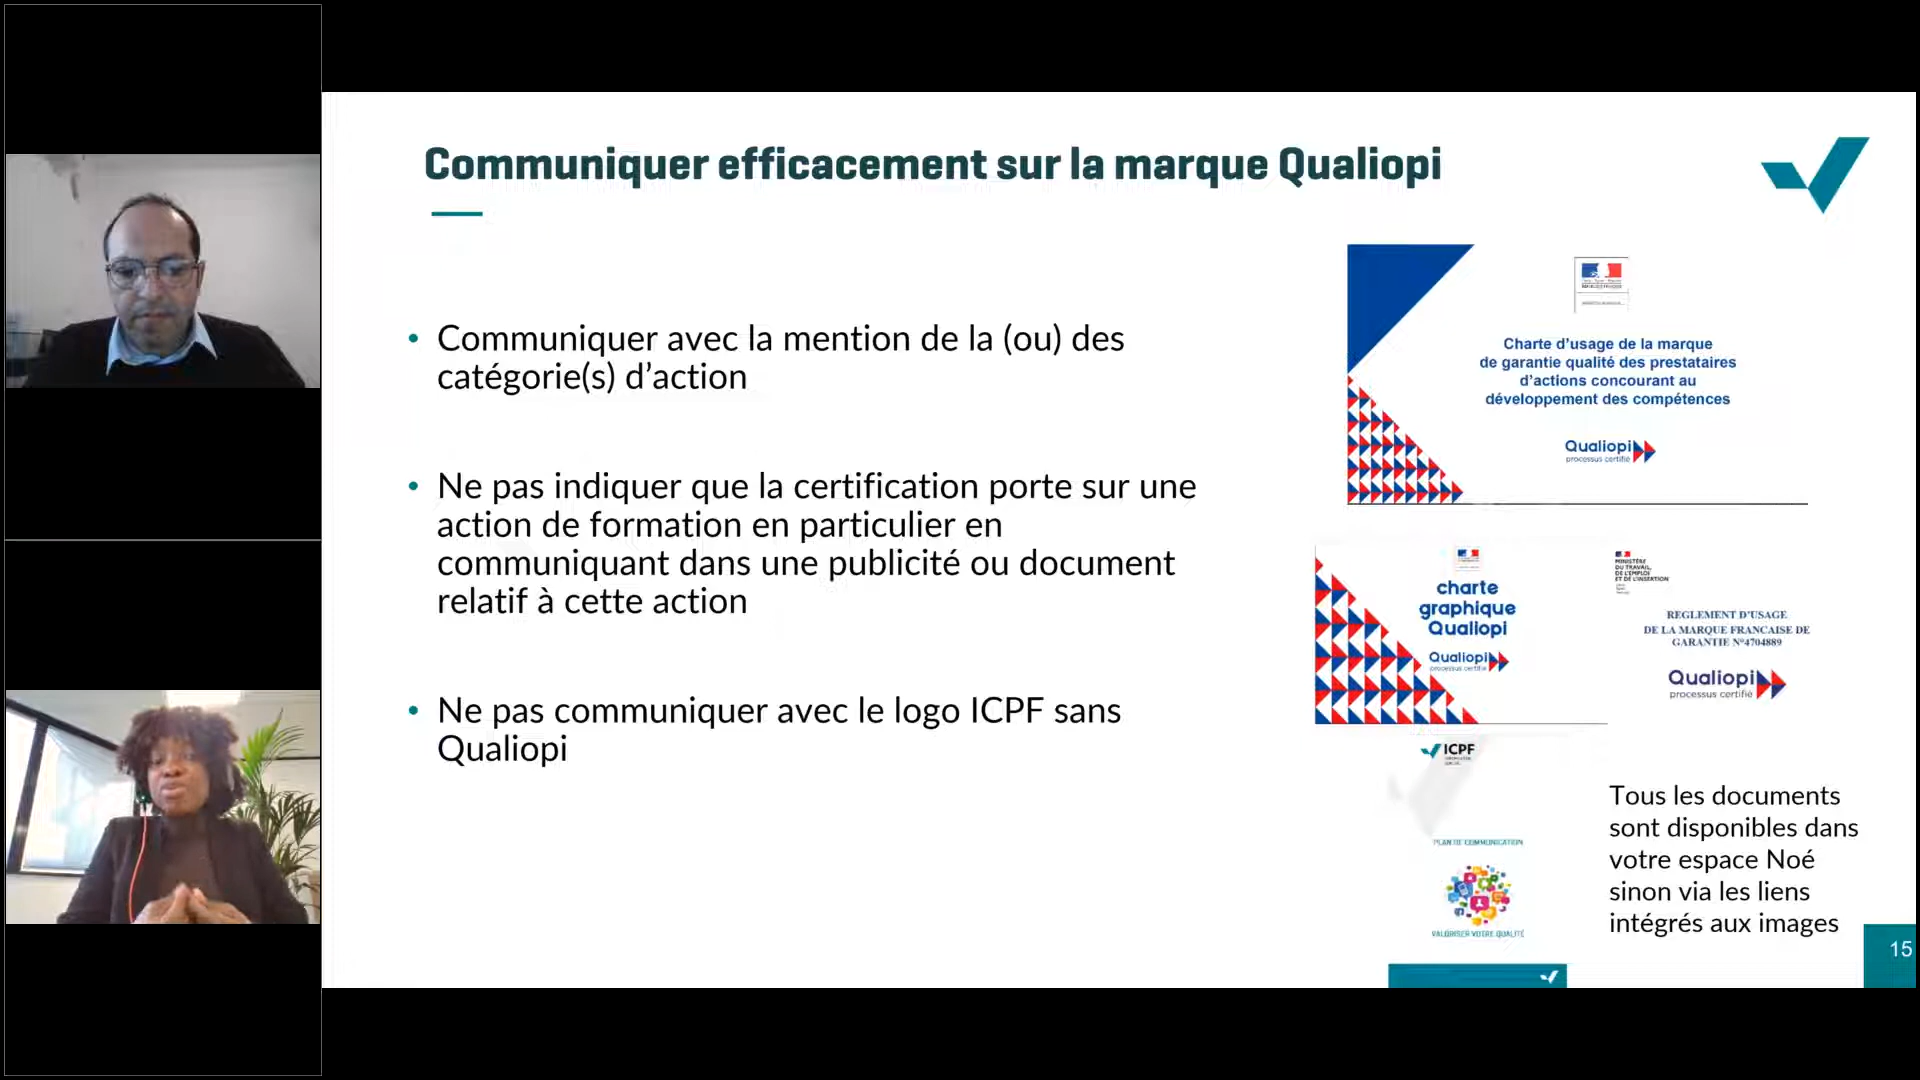 Communiquer efficacement sur la marque Qualiopi
• Communiquer avec la mention de la (ou) des
catégorie(s) d'action
• Ne pas indiquer que la certification porte sur une
action de formation en particulier en
communiquant dans une publicité ou document
relatif à cette action
• Ne pas communiquer avec le logo ICPF sans
Qualiopi
Charte d'usage de la marque
de garantie qualité des prestataires
d'actions concourant au
développement des compétences
Qualiopi
processus certifié
charte
graphique
Qualiopi
Qualiopi
processus certifié
MINISTÈRE
DU TRAVAIL,
DE L'EMPLOI
ET DE L'INSERTION
REGLEMENT D'USAGE
DE LA MARQUE FRANCAISE DE
GARANTIE N°4704889
Qualiopi
processus certifié
ICPF
PLAN DE COMMUNICATION
VALORISER VOTRE QUALITÉ
Tous les documents
sont disponibles dans
votre espace Noé
sinon via les liens
intégrés aux images
15